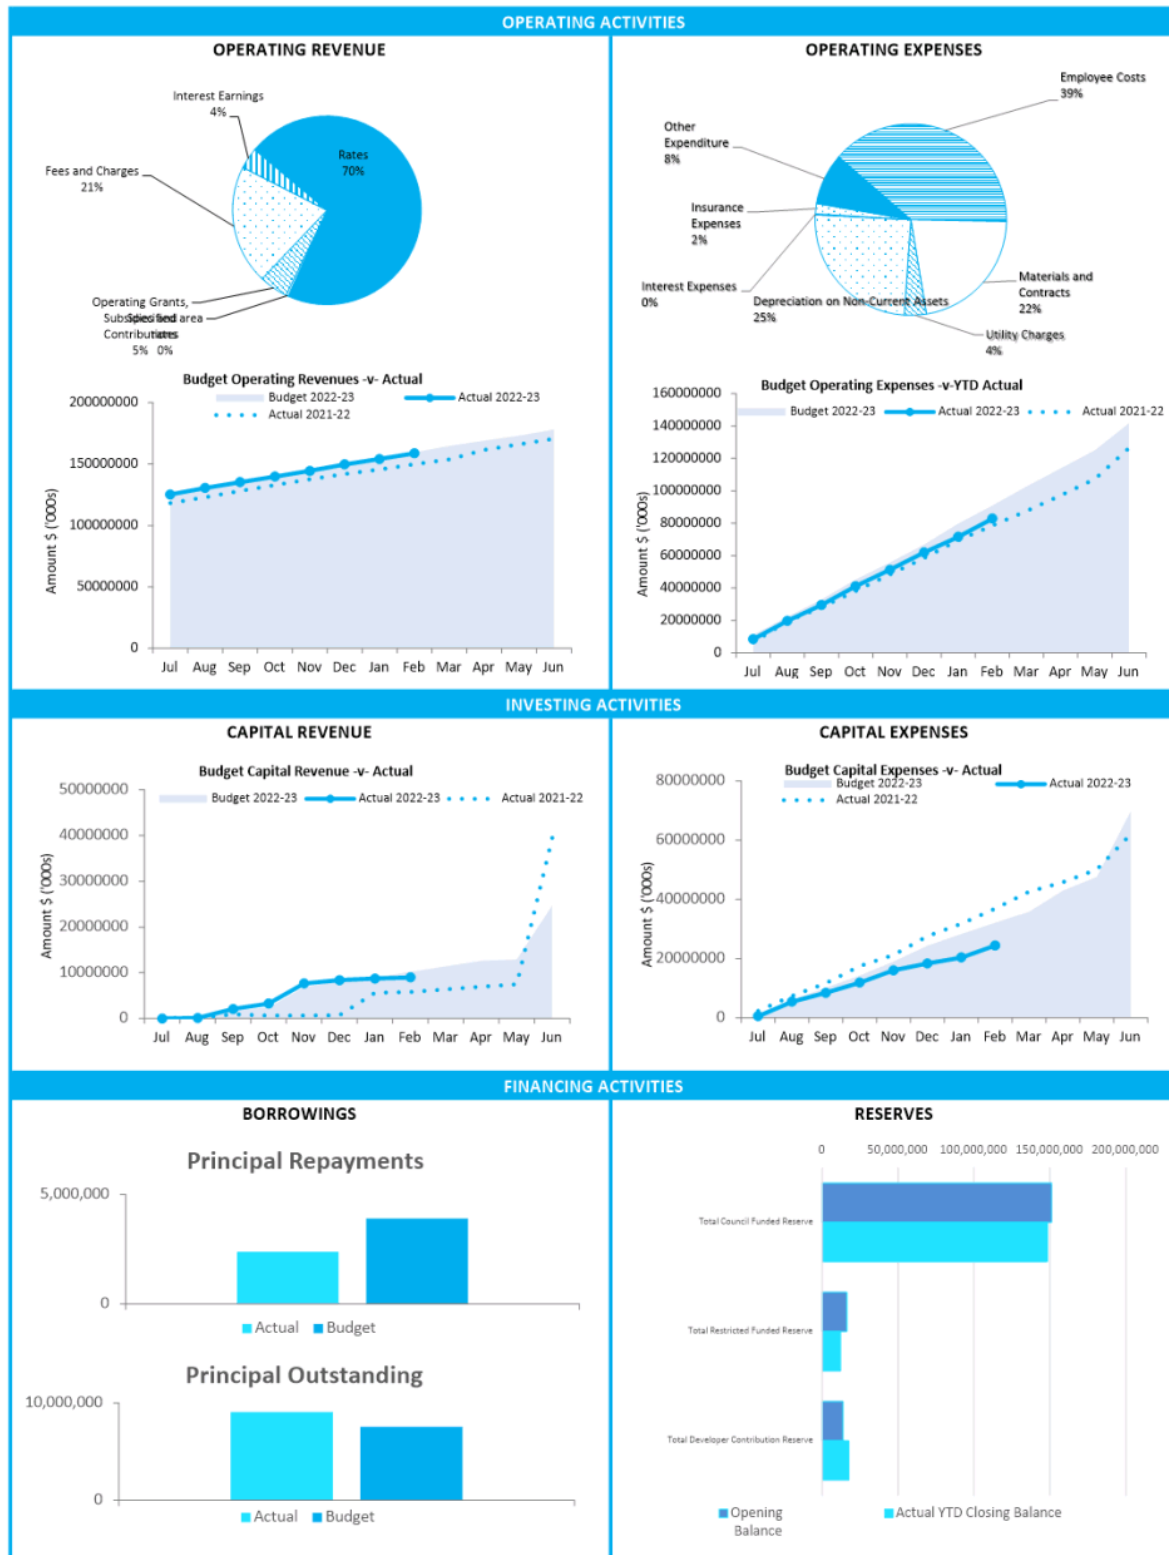 OPERATING ACTIVITIES
OPERATING REVENUE
Interest Earnings
4%
Rates
70%
Fees and Charges
21%
Operating Grants,
Subsidies and
Contributions
5%
Specified area
rates
0%
Budget Operating Revenues -v- Actual
Budget 2022-23
Actual 2022-23
Actual 2021-22
Amount $ ('000s)
200000000
150000000
100000000
50000000
0
Jul Aug Sep Oct Nov Dec Jan Feb Mar Apr May Jun
OPERATING EXPENSES
Employee Costs
39%
Other
Expenditure
8%
Insurance
Expenses
2%
Interest Expenses
0%
Depreciation on Non-Current Assets
25%
Materials and
Contracts
22%
Utility Charges
4%
Budget Operating Expenses -v-YTD Actual
Budget 2022-23
Actual 2022-23
Actual 2021-22
Amount $ ('000s)
160000000
140000000
120000000
100000000
80000000
60000000
40000000
20000000
0
Jul Aug Sep Oct Nov Dec Jan Feb Mar Apr May Jun
INVESTING ACTIVITIES
CAPITAL REVENUE
Budget Capital Revenue -v- Actual
Budget 2022-23
Actual 2022-23
Actual 2021-22
Amount $ ('000s)
50000000
40000000
30000000
20000000
10000000
0
Jul Aug Sep Oct Nov Dec Jan Feb Mar Apr May Jun
CAPITAL EXPENSES
Budget Capital Expenses -v- Actual
Budget 2022-23
Actual 2022-23
Actual 2021-22
Amount $ ('000s)
80000000
60000000
40000000
20000000
0
Jul Aug Sep Oct Nov Dec Jan Feb Mar Apr May Jun
FINANCING ACTIVITIES
BORROWINGS
Principal Repayments
5,000,000
0
Actual
Budget
Principal Outstanding
10,000,000
0
Actual
Budget
RESERVES
0 50,000,000 100,000,000 150,000,000 200,000,000
Total Council Funded Reserve
Total Restricted Funded Reserve
Total Developer Contribution Reserve
Opening
Balance
Actual YTD Closing Balance